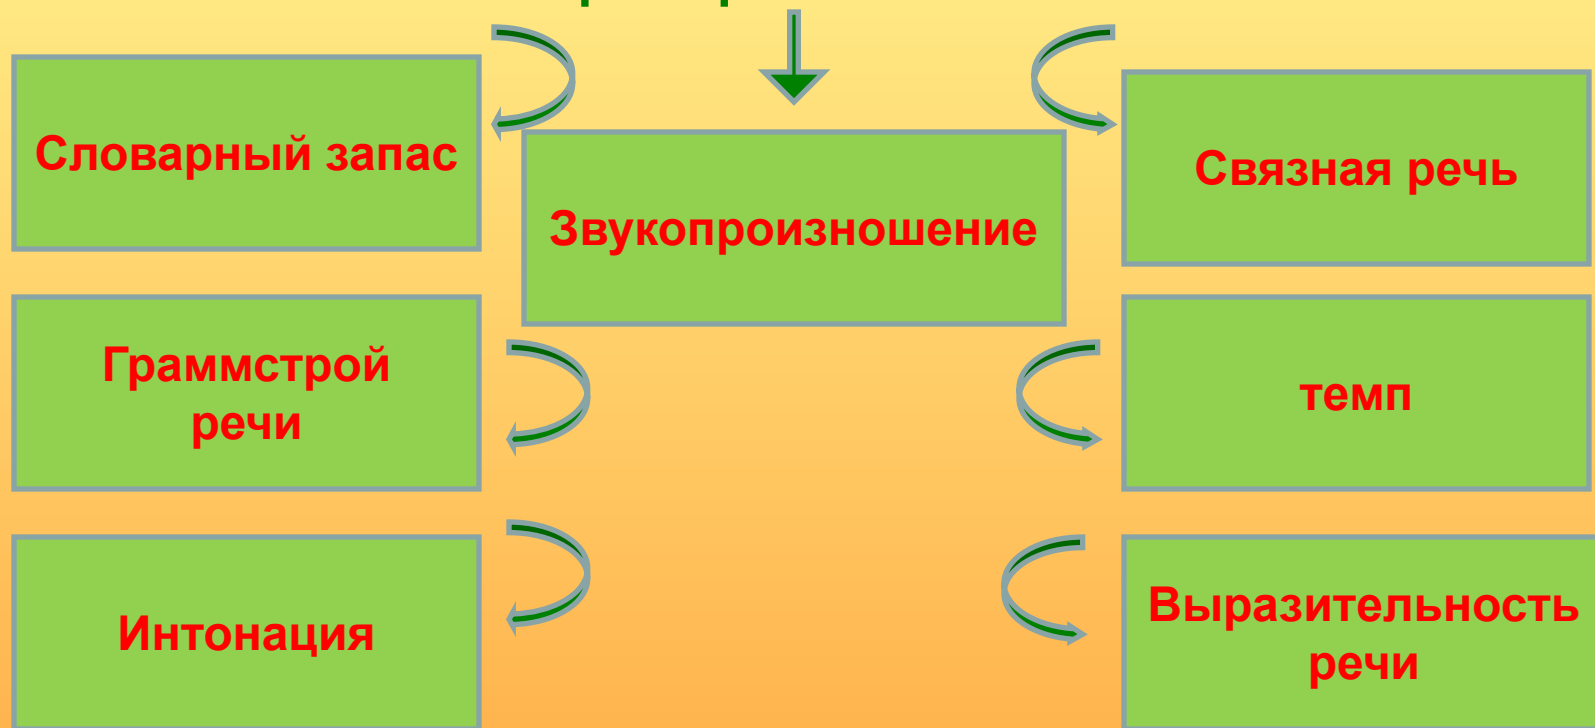 Словарный запас
Звукопроизношение
Связная речь
Граммстрой
речи
темп
Интонация
Выразительность
речи